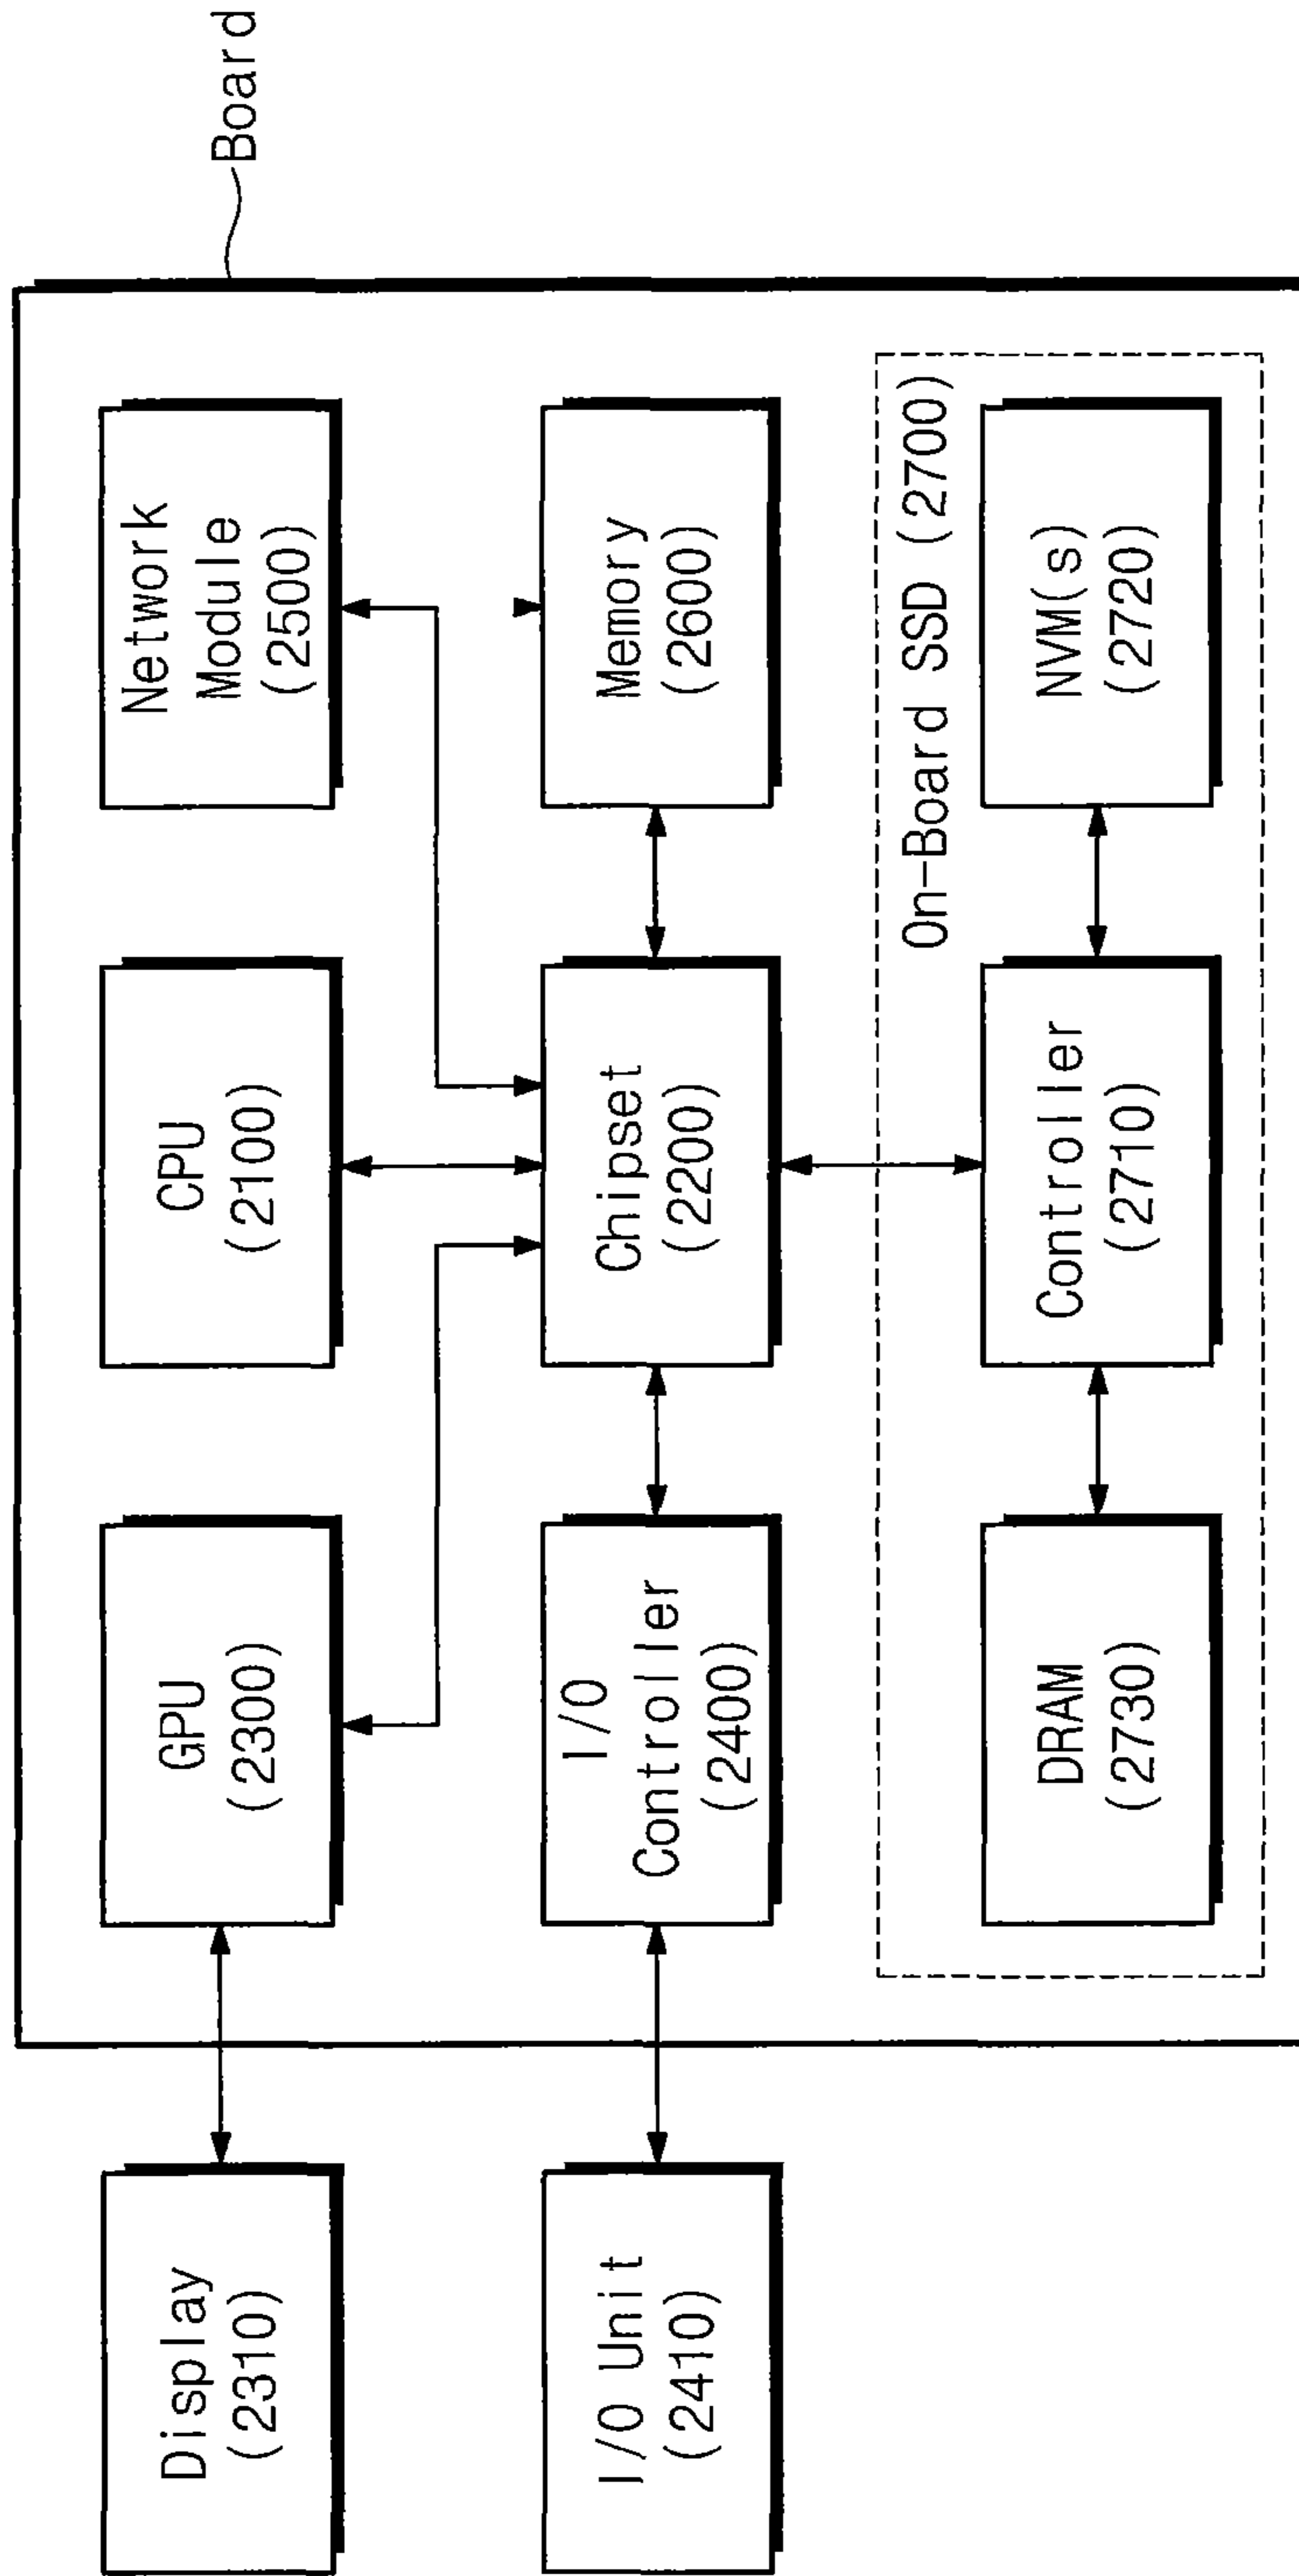 Board
Display
(2310)
GPU
(2300)
CPU
(2100)
Network
Module
(2500)
I/O Unit
(2410)
I/O
Controller
(2400)
Chipset
(2200)
Memory
(2600)
On-Board SSD (2700)
DRAM
(2730)
Controller
(2710)
NVM(s)
(2720)